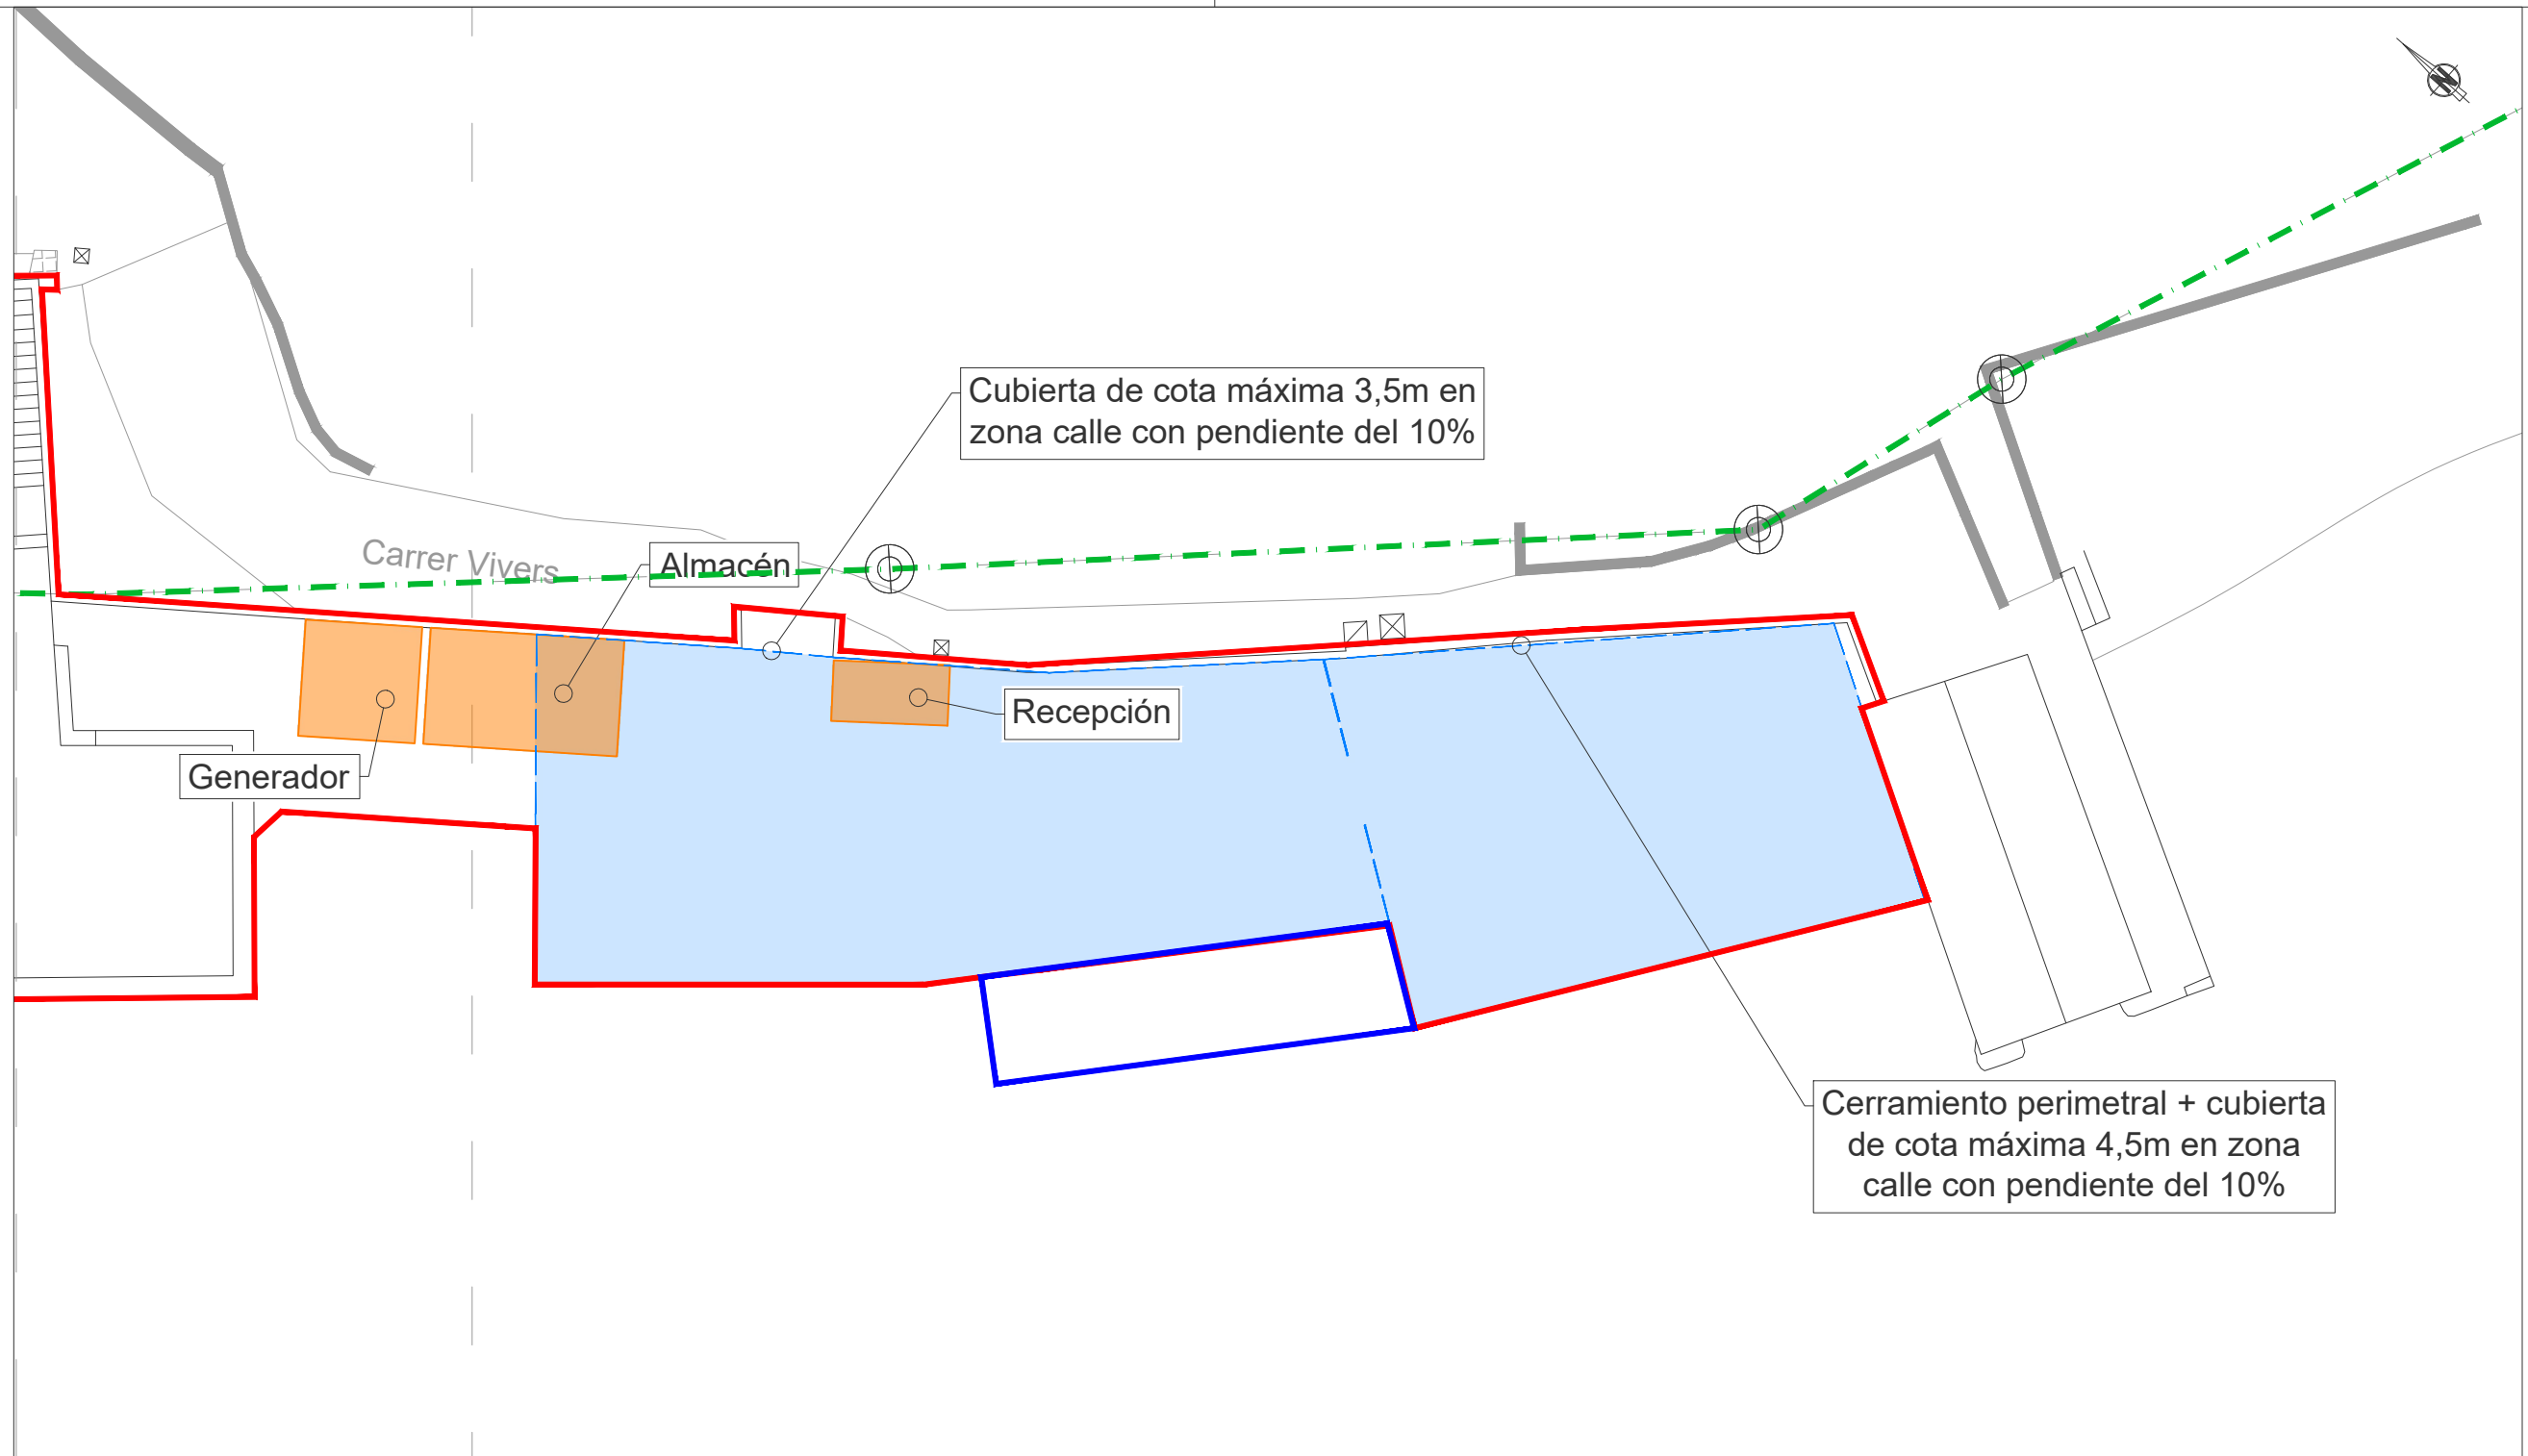 N
Cubierta de cota máxima 3,5m en
zona calle con pendiente del 10%
Carrer Vivers
Almacén
Recepción
Generador
Cerramiento perimetral + cubierta
de cota máxima 4,5m en zona
calle con pendiente del 10%